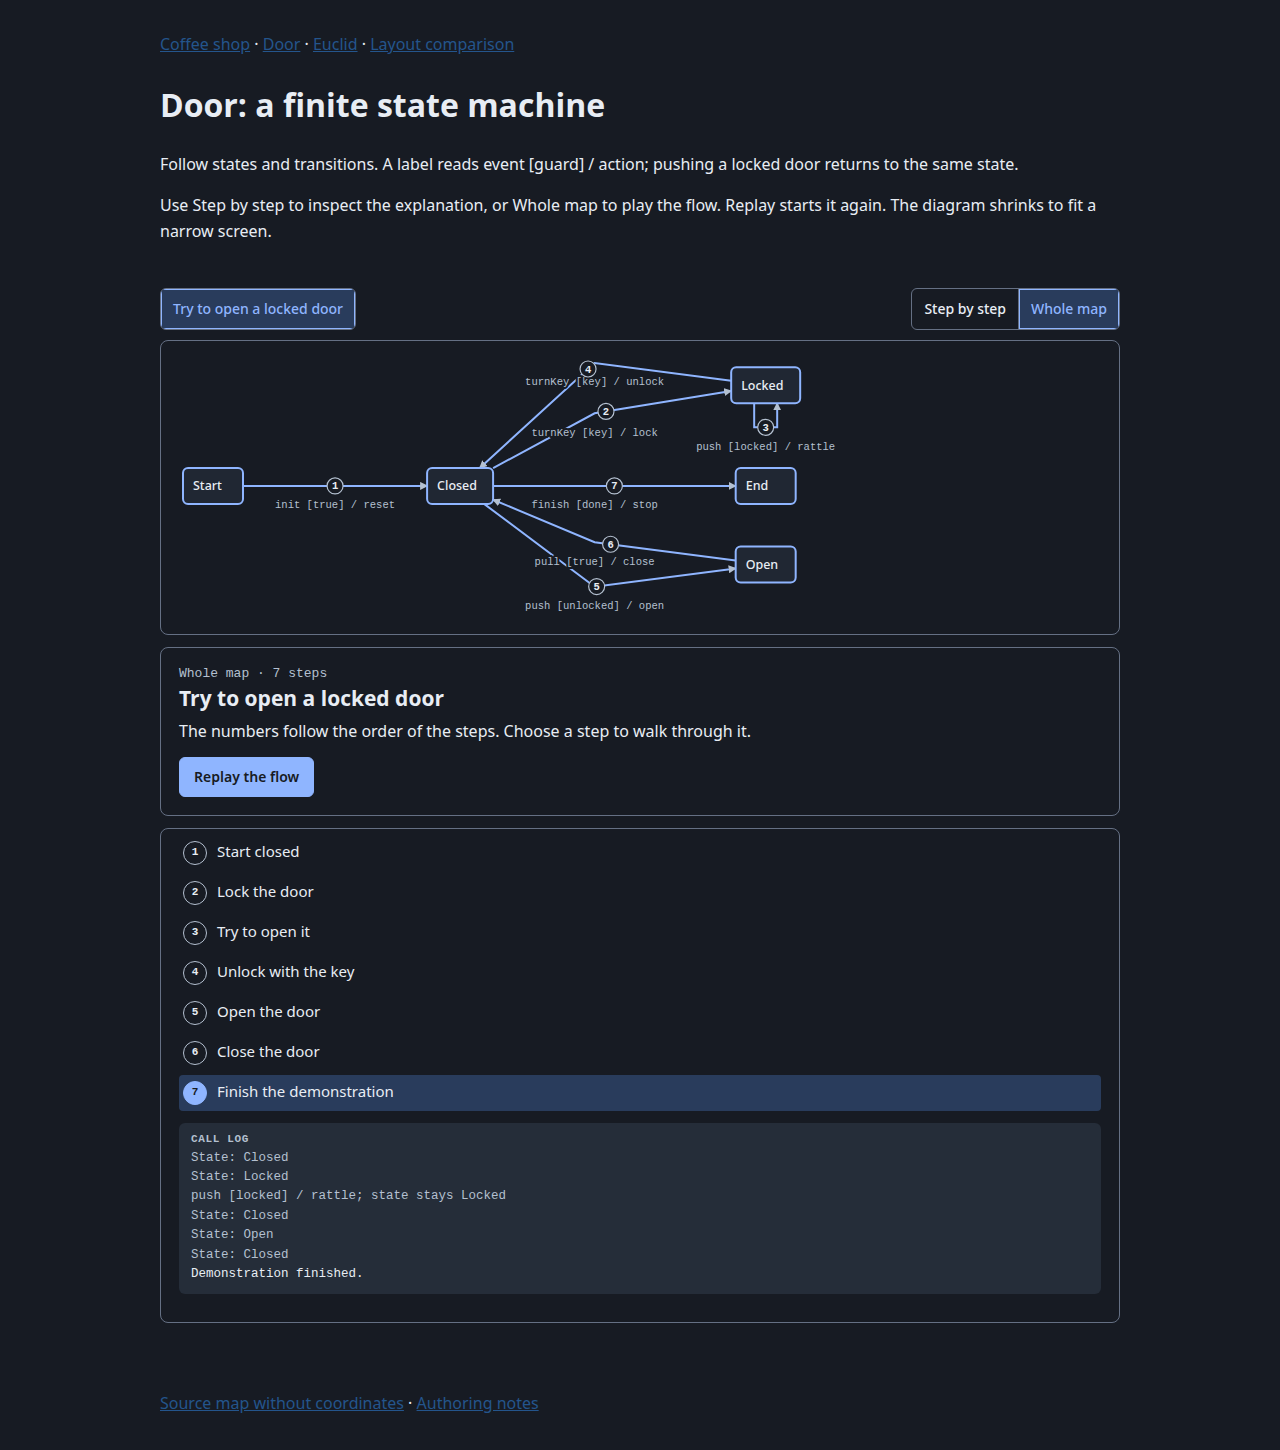 Coffee shop · Door · Euclid · Layout comparison
Door: a finite state machine
Follow states and transitions. A label reads event [guard] / action; pushing a locked door returns to the same state.
Use Step by step to inspect the explanation, or Whole map to play the flow. Replay starts it again. The diagram shrinks to fit a
narrow screen.
Try to open a locked door
Step by step
Whole map
4
turnKey [key] / unlock
Locked
2
turnKey [key] / lock
3
push [locked] / rattle
Start
1
init [true] / reset
Closed
7
finish [done] / stop
End
6
pull [true] / close
Open
5
push [unlocked] / open
Whole map · 7 steps
Try to open a locked door
The numbers follow the order of the steps. Choose a step to walk through it.
Replay the flow
1 Start closed
2 Lock the door
3 Try to open it
4 Unlock with the key
5 Open the door
6 Close the door
7 Finish the demonstration
CALL LOG
State: Closed
State: Locked
push [locked] / rattle; state stays Locked
State: Closed
State: Open
State: Closed
Demonstration finished.
Source map without coordinates · Authoring notes